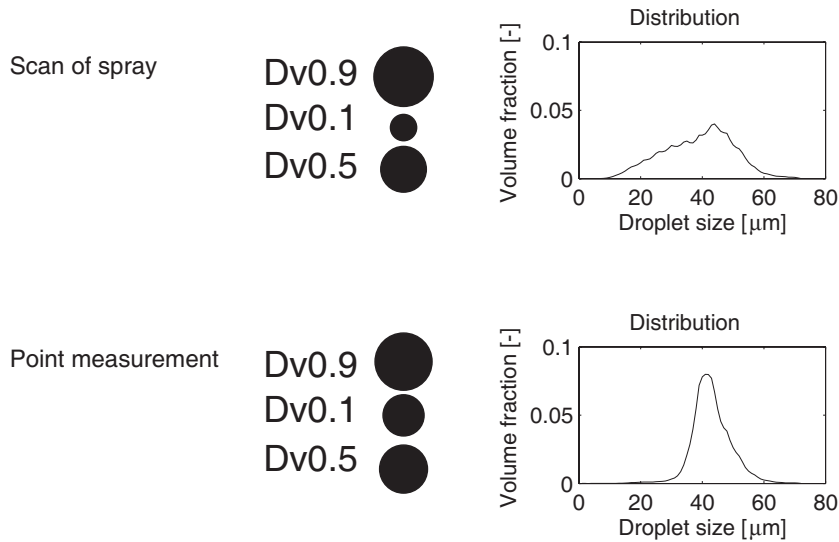 Scan of spray
Dv0.9
Dv0.1
Dv0.5
Distribution
Volume fraction [-]
0.1
0.05
0
0 20 40 60 80
Droplet size [μm]
Point measurement
Dv0.9
Dv0.1
Dv0.5
Distribution
Volume fraction [-]
0.1
0.05
0
0 20 40 60 80
Droplet size [μm]